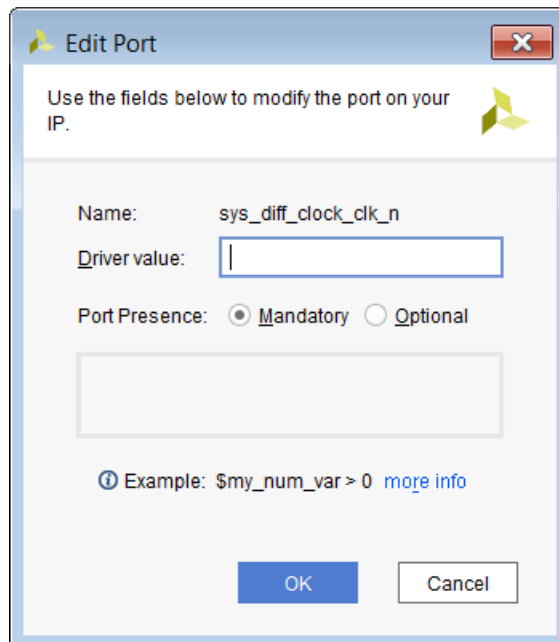 Edit Port
Use the fields below to modify the port on your
IP.
Name: sys_diff_clock_clk_n
Driver value:
Port Presence: Mandatory Optional
Example: $my_num_var > 0 more info
OK Cancel